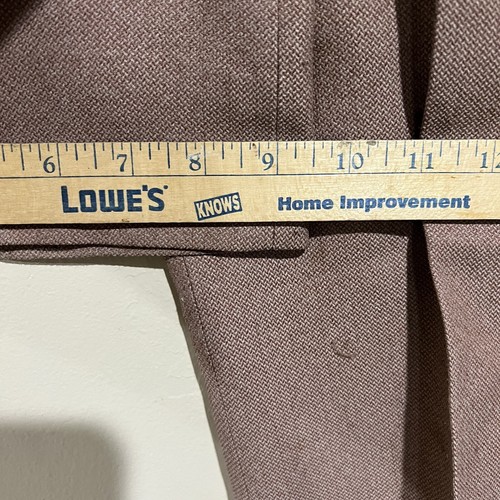 6 7 8 9 10 11 12
LOWE'S KNOWS Home Improvement